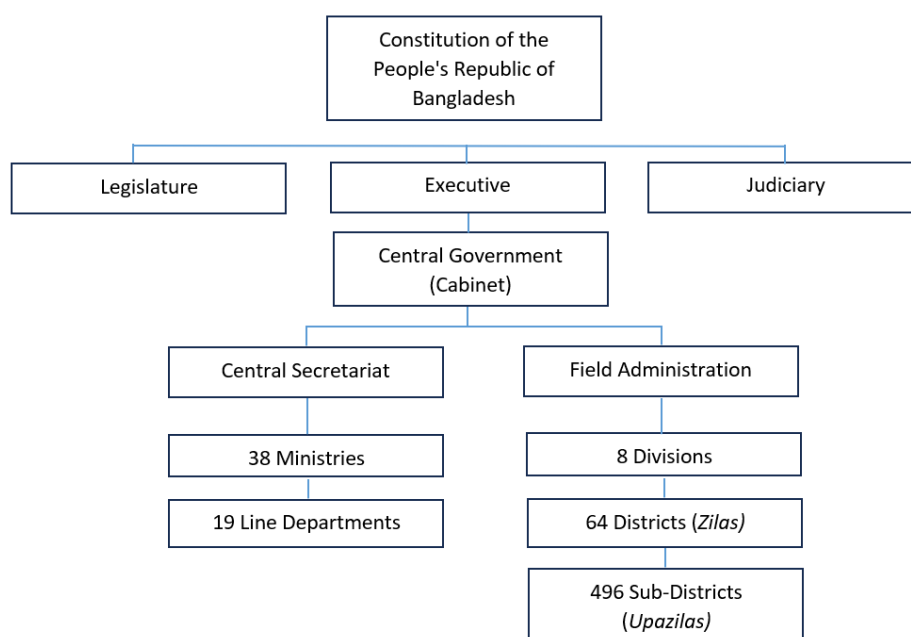 Constitution of the
People's Republic of
Bangladesh
Legislature
Executive
Judiciary
Central Government
(Cabinet)
Central Secretariat
Field Administration
38 Ministries
8 Divisions
19 Line Departments
64 Districts (Zilas)
496 Sub-Districts
(Upazilas)